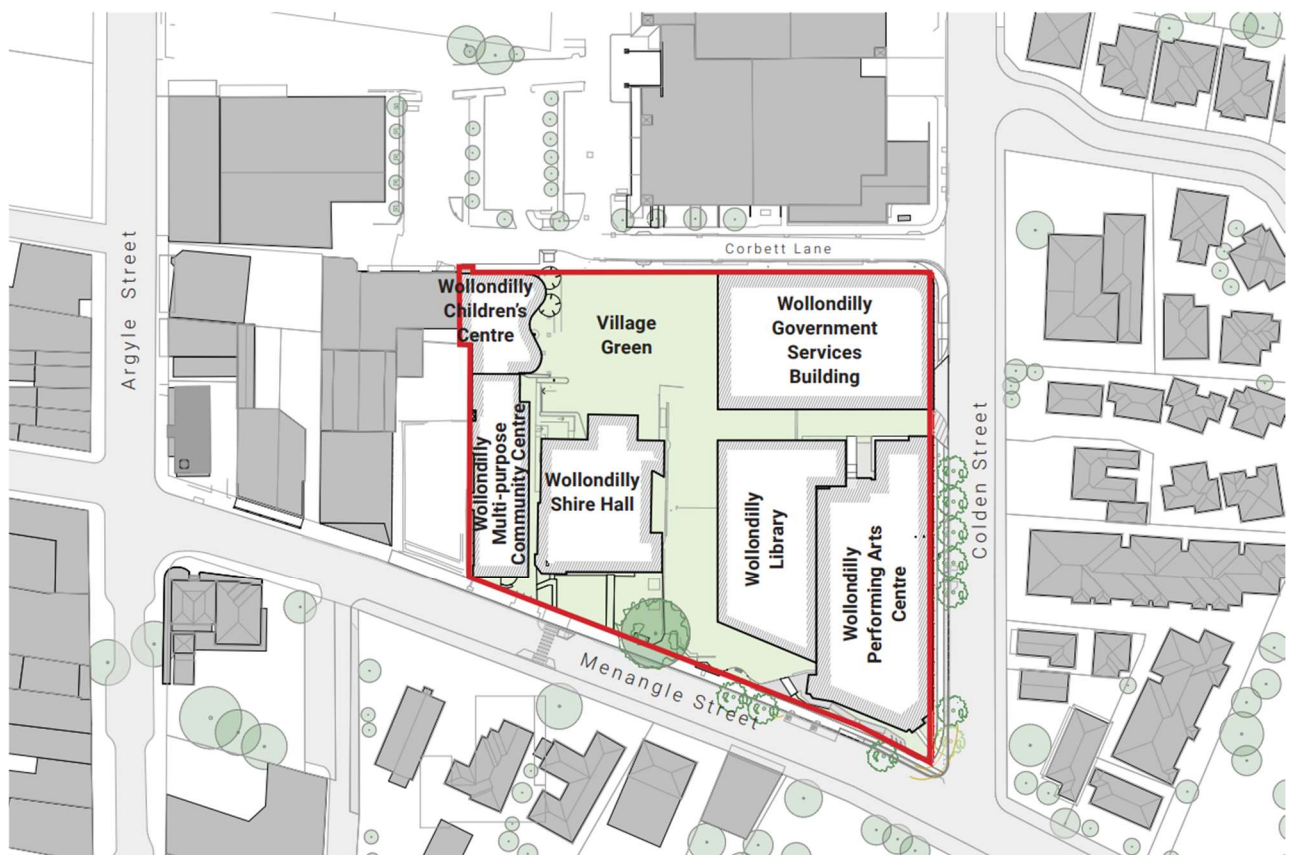 Corbett Lane
Argyle Street
Wollondilly
Children's
Centre
Village
Green
Wollondilly
Government
Services
Building
Wollondilly
Multi-purpose
Community Centre
Wollondilly
Shire Hall
Wollondilly
Library
Wollondilly
Performing Arts
Centre
Colden Street
Menangle Street